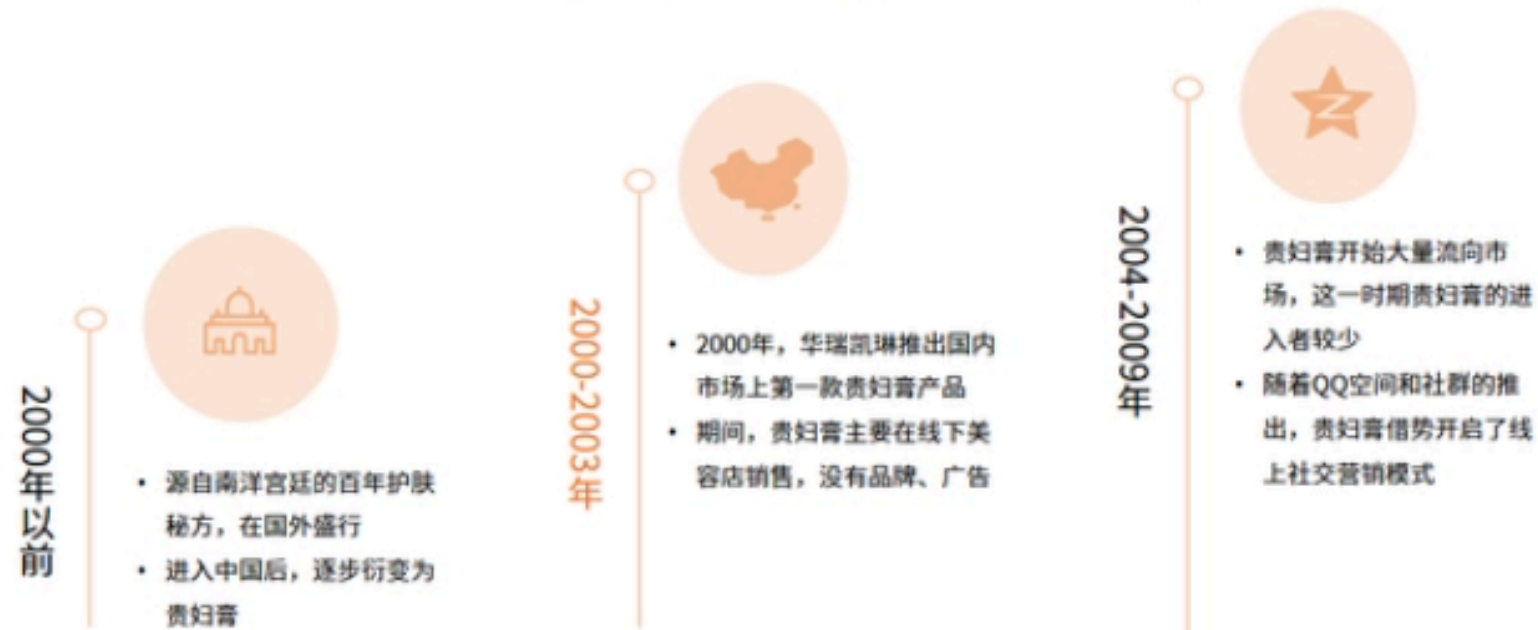 2000年以前
• 源自南洋宫廷的百年护肤
秘方，在国外盛行
• 进入中国后，逐步衍变为
贵妇膏
2000-2003年
• 2000年，华瑞凯琳推出国内
市场上第一款贵妇膏产品
• 期间，贵妇膏主要在线下美
容店销售，没有品牌、广告
2004-2009年
• 贵妇膏开始大量流向市
场，这一时期贵妇膏的进
入者较少
• 随着QQ空间和社群的推
出，贵妇膏借势开启了线
上社交营销模式